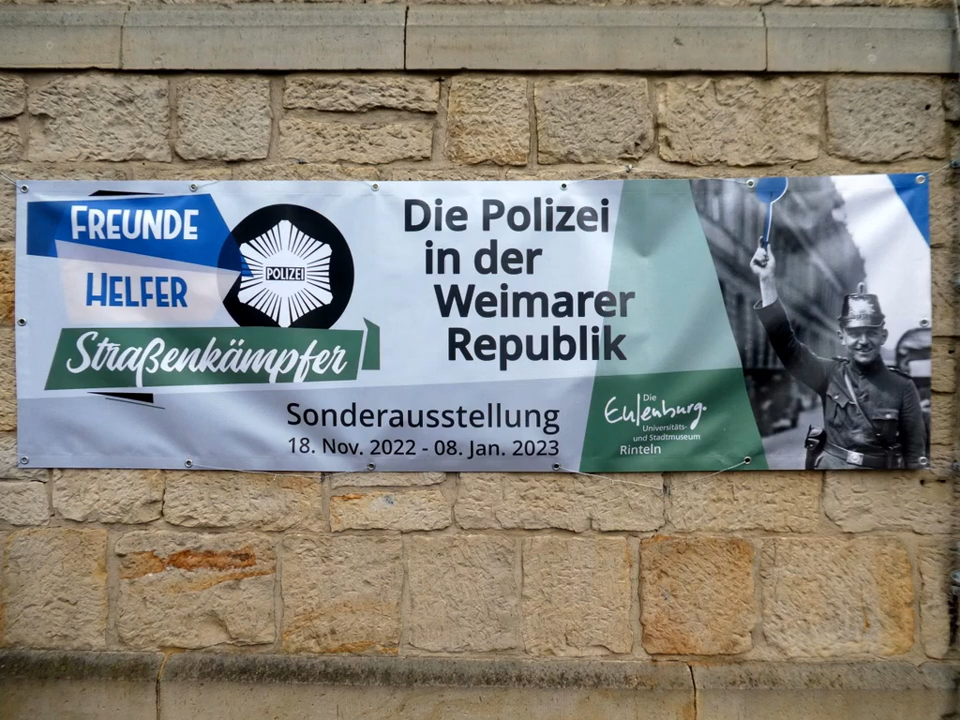 FREUNDE
HELFER
Straßenkämpfer
POLIZEI
Die Polizei
in der
Weimarer
Republik
Sonderausstellung
18. Nov. 2022 - 08. Jan. 2023
Die
Eulenburg.
Universitäts-
und Stadtmuseum
Rinteln